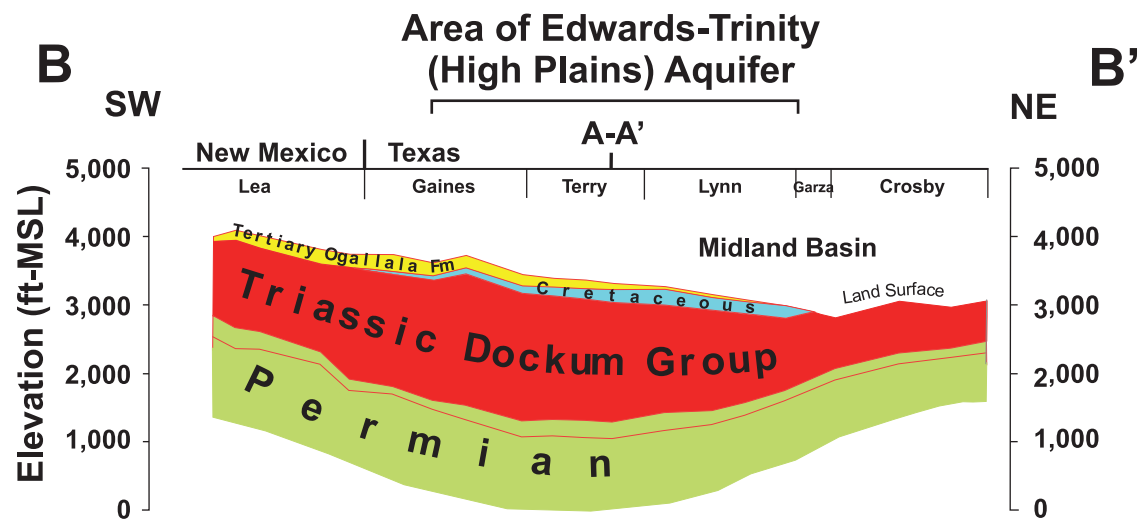 Area of Edwards-Trinity
(High Plains) Aquifer
B
B’
SW
NE
A-A’
New Mexico
Texas
Lea
Gaines
Terry
Lynn
Garza
Crosby
Elevation (ft-MSL)
5,000
4,000
3,000
2,000
1,000
0
5,000
4,000
3,000
2,000
1,000
0
Tertiary Ogallala Fm
Midland Basin
Cretaceous
Land Surface
Triassic Dockum Group
Permian